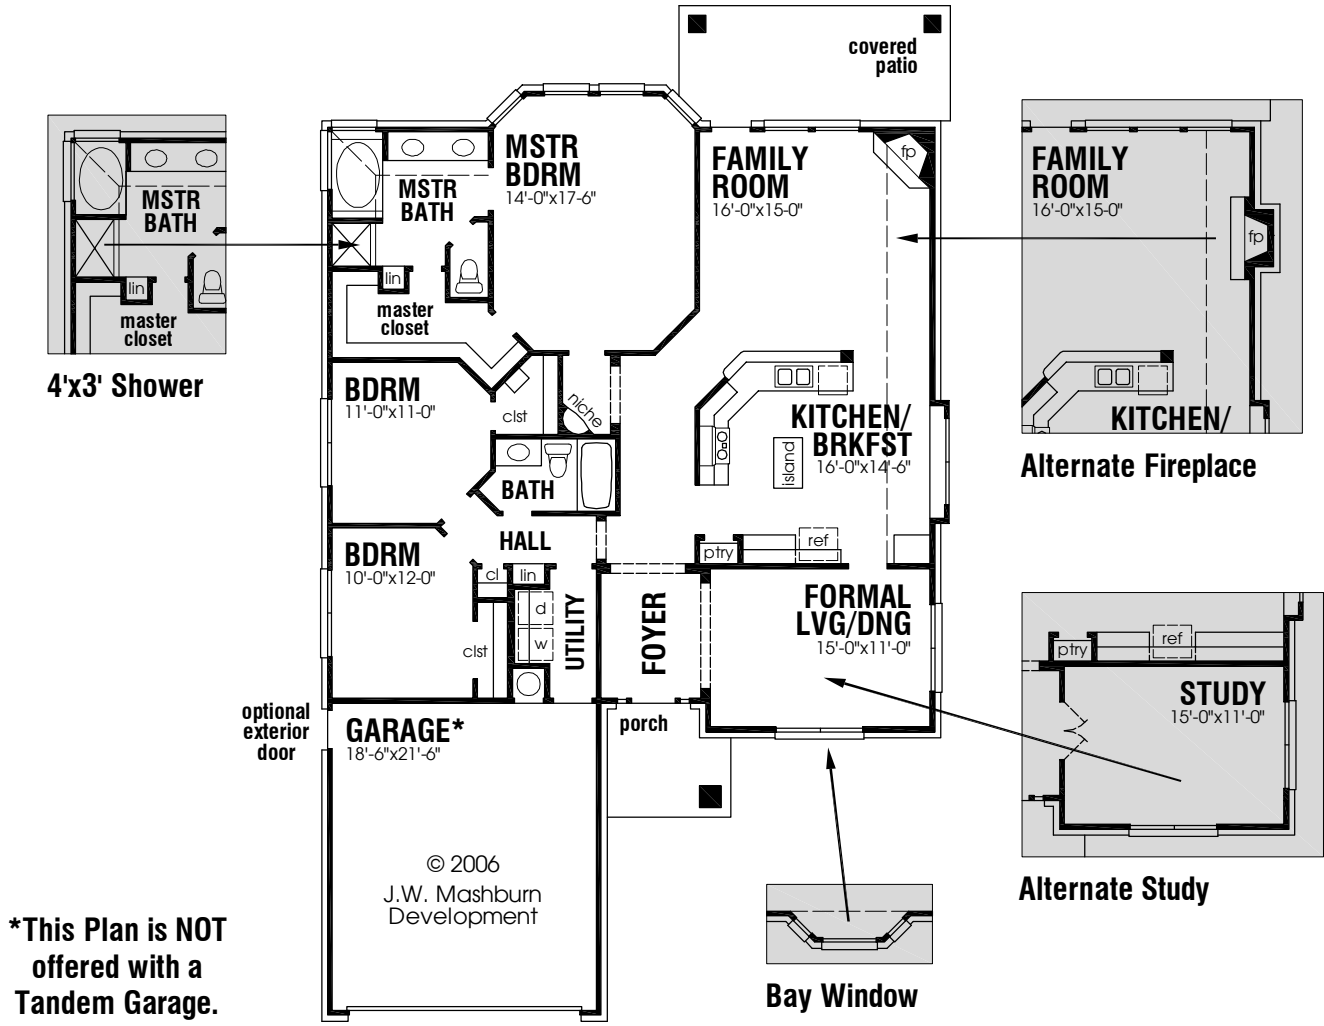 covered
patio
MSTR
BDRM
14'-0"x17'-6"
FAMILY
ROOM
16'-0"x15'-0"
fp
MSTR
BATH
lin
master
closet
MSTR
BATH
lin
master
closet
4'x3' Shower
FAMILY
ROOM
16'-0"x15'-0"
fp
KITCHEN/
Alternate Fireplace
BDRM
11'-0"x11'-0"
clst
niche
KITCHEN/
BRKFST
16'-0"x14'-6"
island
BATH
HALL
BDRM
10'-0"x12'-0"
cl
lin
ptry
ref
d
w
clst
UTILITY
FOYER
FORMAL
LVG/DNG
15'-0"x11'-0"
ptry
ref
STUDY
15'-0"x11'-0"
Alternate Study
optional
exterior
door
GARAGE*
18'-6"x21'-6"
porch
© 2006
J.W. Mashburn
Development
Bay Window
*This Plan is NOT
offered with a
Tandem Garage.